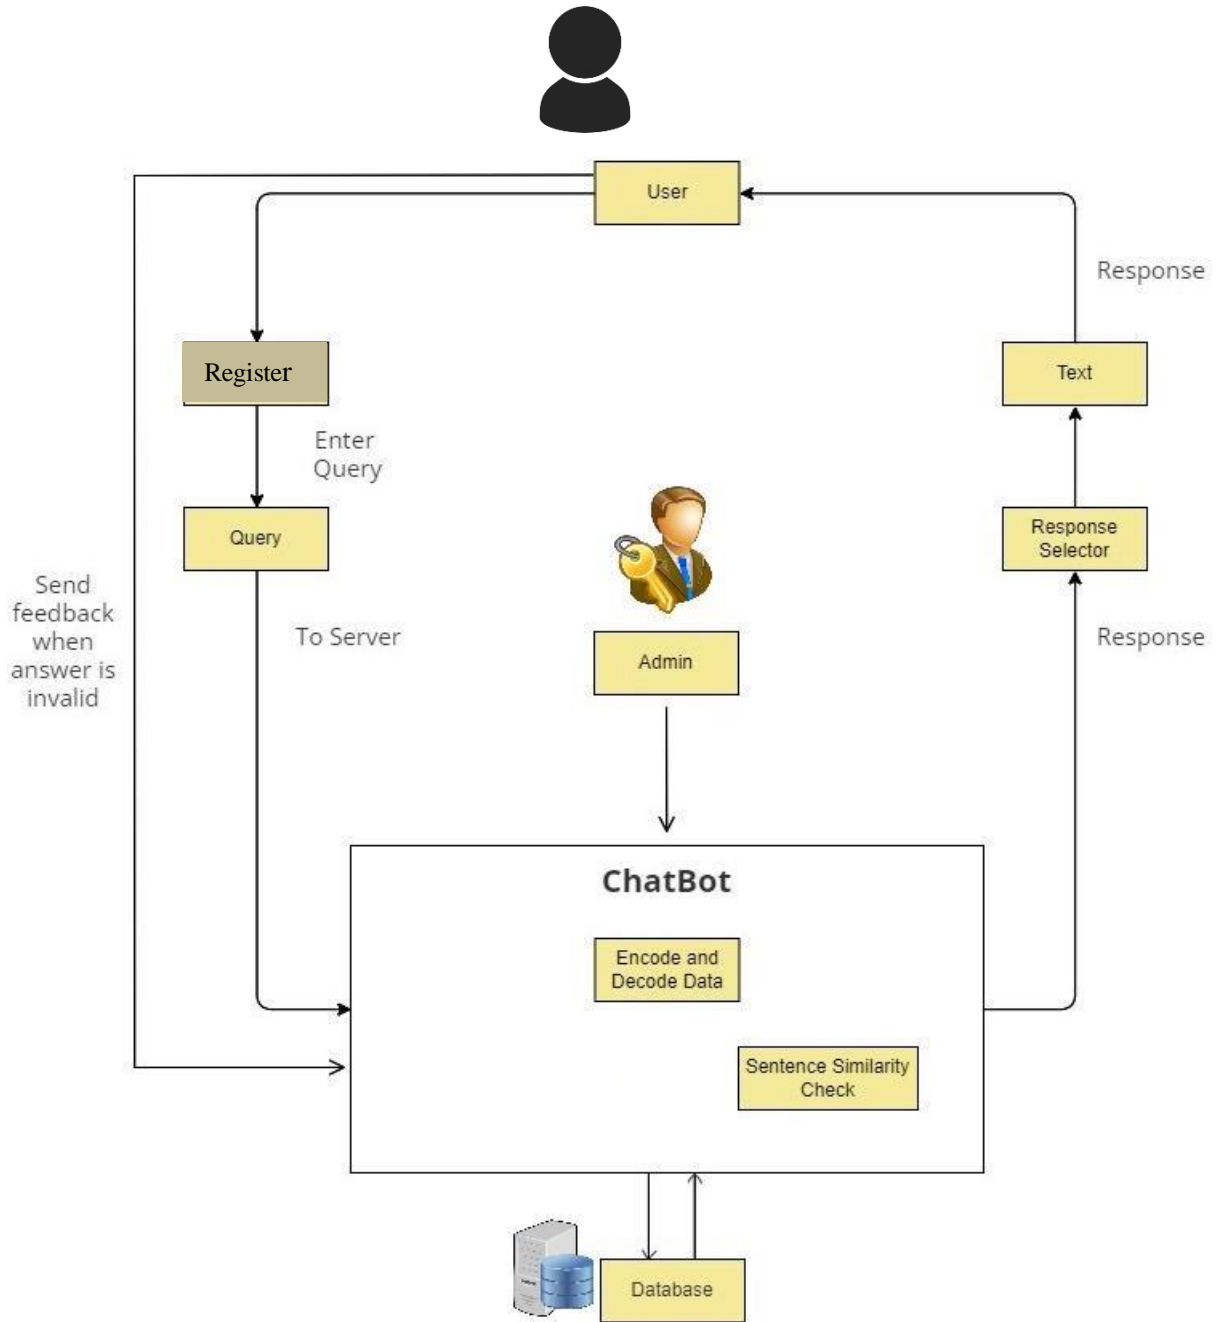 User
Response
Register
Text
Enter
Query
Query
Response
Selector
Send
feedback
when
answer is
invalid
To Server
Admin
Response
ChatBot
Encode and
Decode Data
Sentence Similarity
Check
Database